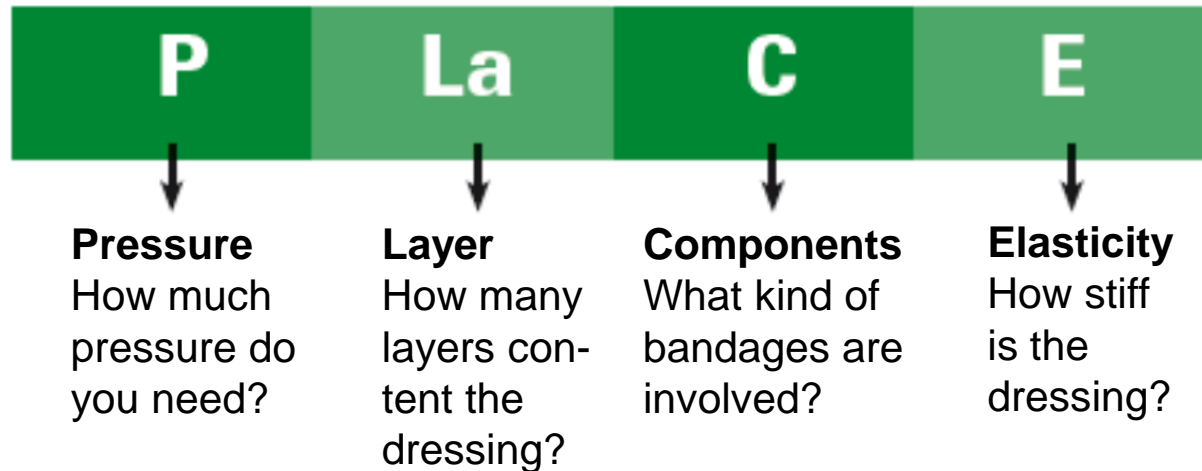 P La C E
Pressure
How much
pressure do
you need?
Layer
How many
layers con-
tent the
dressing?
Components
What kind of
bandages are
involved?
Elasticity
How stiff
is the
dressing?